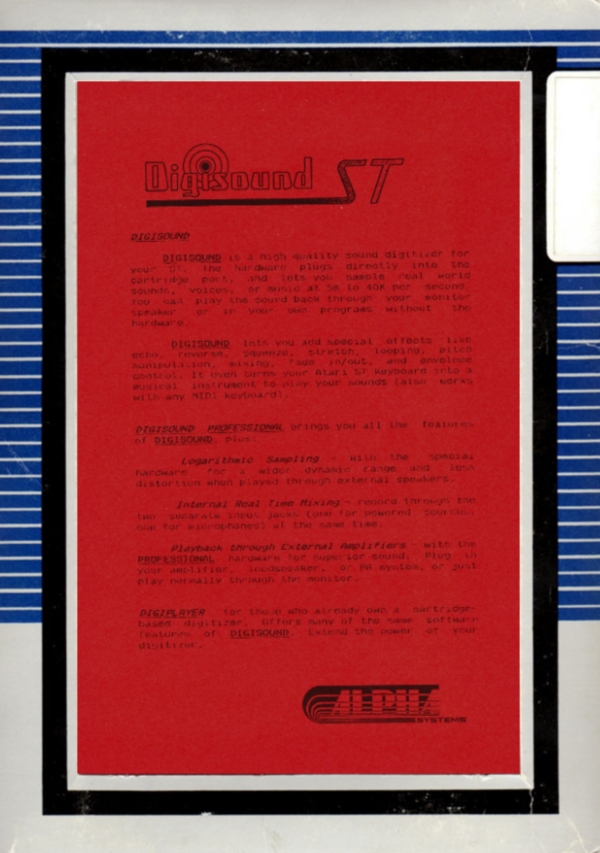 Digisound ST
DIGISOUND
DIGISOUND is a high quality sound digitizer for
your ST. The hardware plugs directly into the
cartridge port, and lets you sample real world
sounds, voices, or music at 5K to 40K per second.
You can play the sound back through your monitor
speaker or in your own programs without the
hardware.
DIGISOUND lets you add special effects like
echo, reverse, squeeze, stretch, looping, pitch
manipulation, mixing, fade in/out, and envelope
control. It even turns your Atari ST keyboard into a
musical instrument to play your sounds (also works
with any MIDI keyboard).
DIGISOUND PROFESSIONAL brings you all the features
of DIGISOUND, plus:
Logarithmic Sampling - With the special
hardware for a wider dynamic range and less
distortion when played through external speakers.
Internal Real Time Mixing - record through the
two separate input jacks (one for powered sources,
one for microphones) at the same time.
Playback through External Amplifiers - with the
PROFESSIONAL hardware for superior sound. Plug in
your amplifier, loudspeaker, or PA system, or just
play normally through the monitor.
DIGIPLAYER for those who already own a cartridge-
based digitizer. Offers many of the same software
features of DIGISOUND. Extend the power of your
digitizer.
ALPHA
SYSTEMS